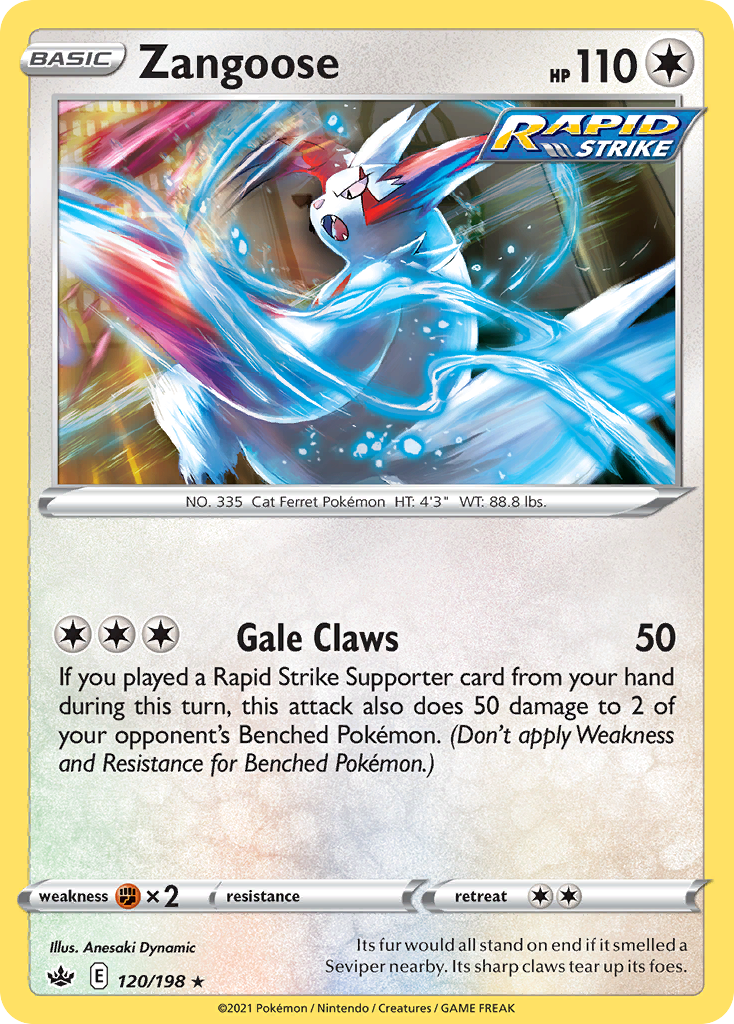 BASIC Zangoose HP 110
RAPID
STRIKE
NO. 335 Cat Ferret Pokémon HT: 4'3" WT: 88.8 lbs.
Gale Claws 50
If you played a Rapid Strike Supporter card from your hand
during this turn, this attack also does 50 damage to 2 of
your opponent's Benched Pokémon. (Don't apply Weakness
and Resistance for Benched Pokémon.)
weakness ×2 resistance retreat
Illus. Anesaki Dynamic
Its fur would all stand on end if it smelled a
Seviper nearby. Its sharp claws tear up its foes.
E 120/198 ★
©2021 Pokémon / Nintendo / Creatures / GAME FREAK